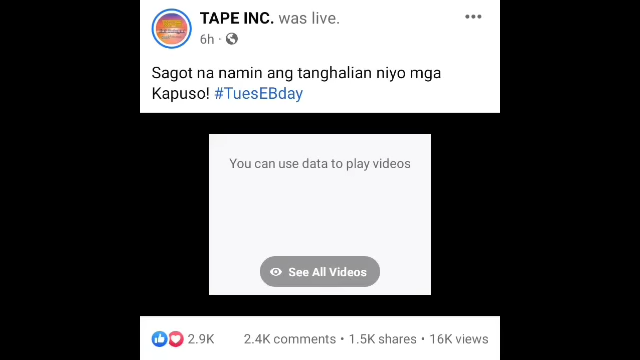 TAPE INC. was live.
6h ·
Sagot na namin ang tanghalian niyo mga
Kapuso! #TuesEBday
You can use data to play videos
See All Videos
2.9K 2.4K comments • 1.5K shares • 16K views